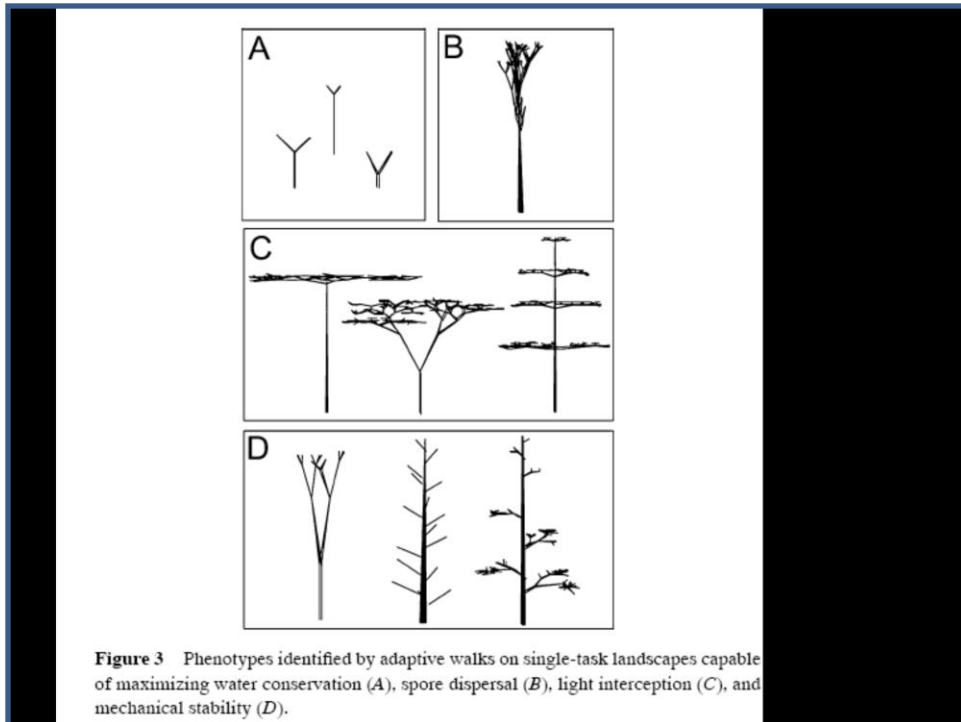 A
B
C
D
Figure 3 Phenotypes identified by adaptive walks on single-task landscapes capable
of maximizing water conservation (A), spore dispersal (B), light interception (C), and
mechanical stability (D).